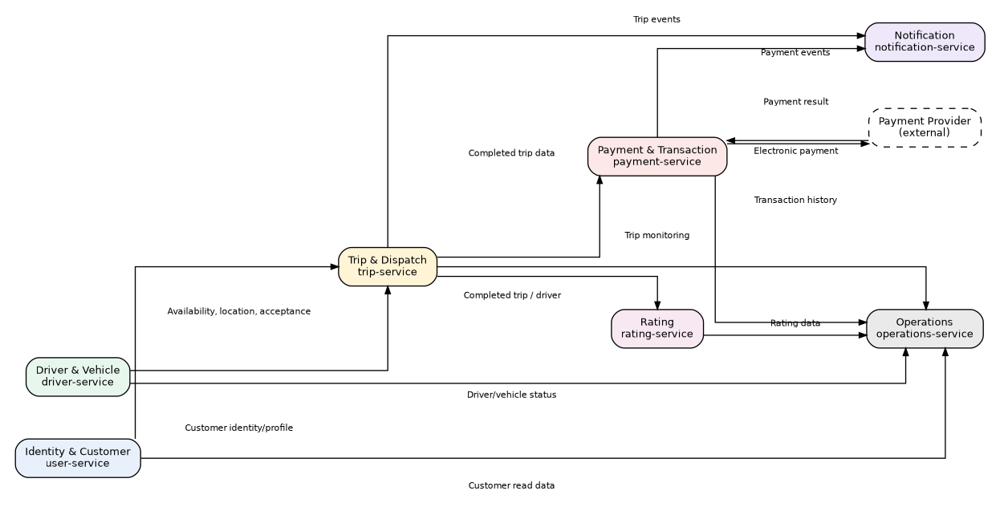 Trip events
Notification
notification-service
Payment events
Payment result
Payment Provider
(external)
Payment & Transaction
payment-service
Completed trip data
Electronic payment
Transaction history
Trip monitoring
Trip & Dispatch
trip-service
Completed trip / driver
Availability, location, acceptance
Rating
rating-service
Rating data
Operations
operations-service
Driver & Vehicle
driver-service
Driver/vehicle status
Customer identity/profile
Identity & Customer
user-service
Customer read data